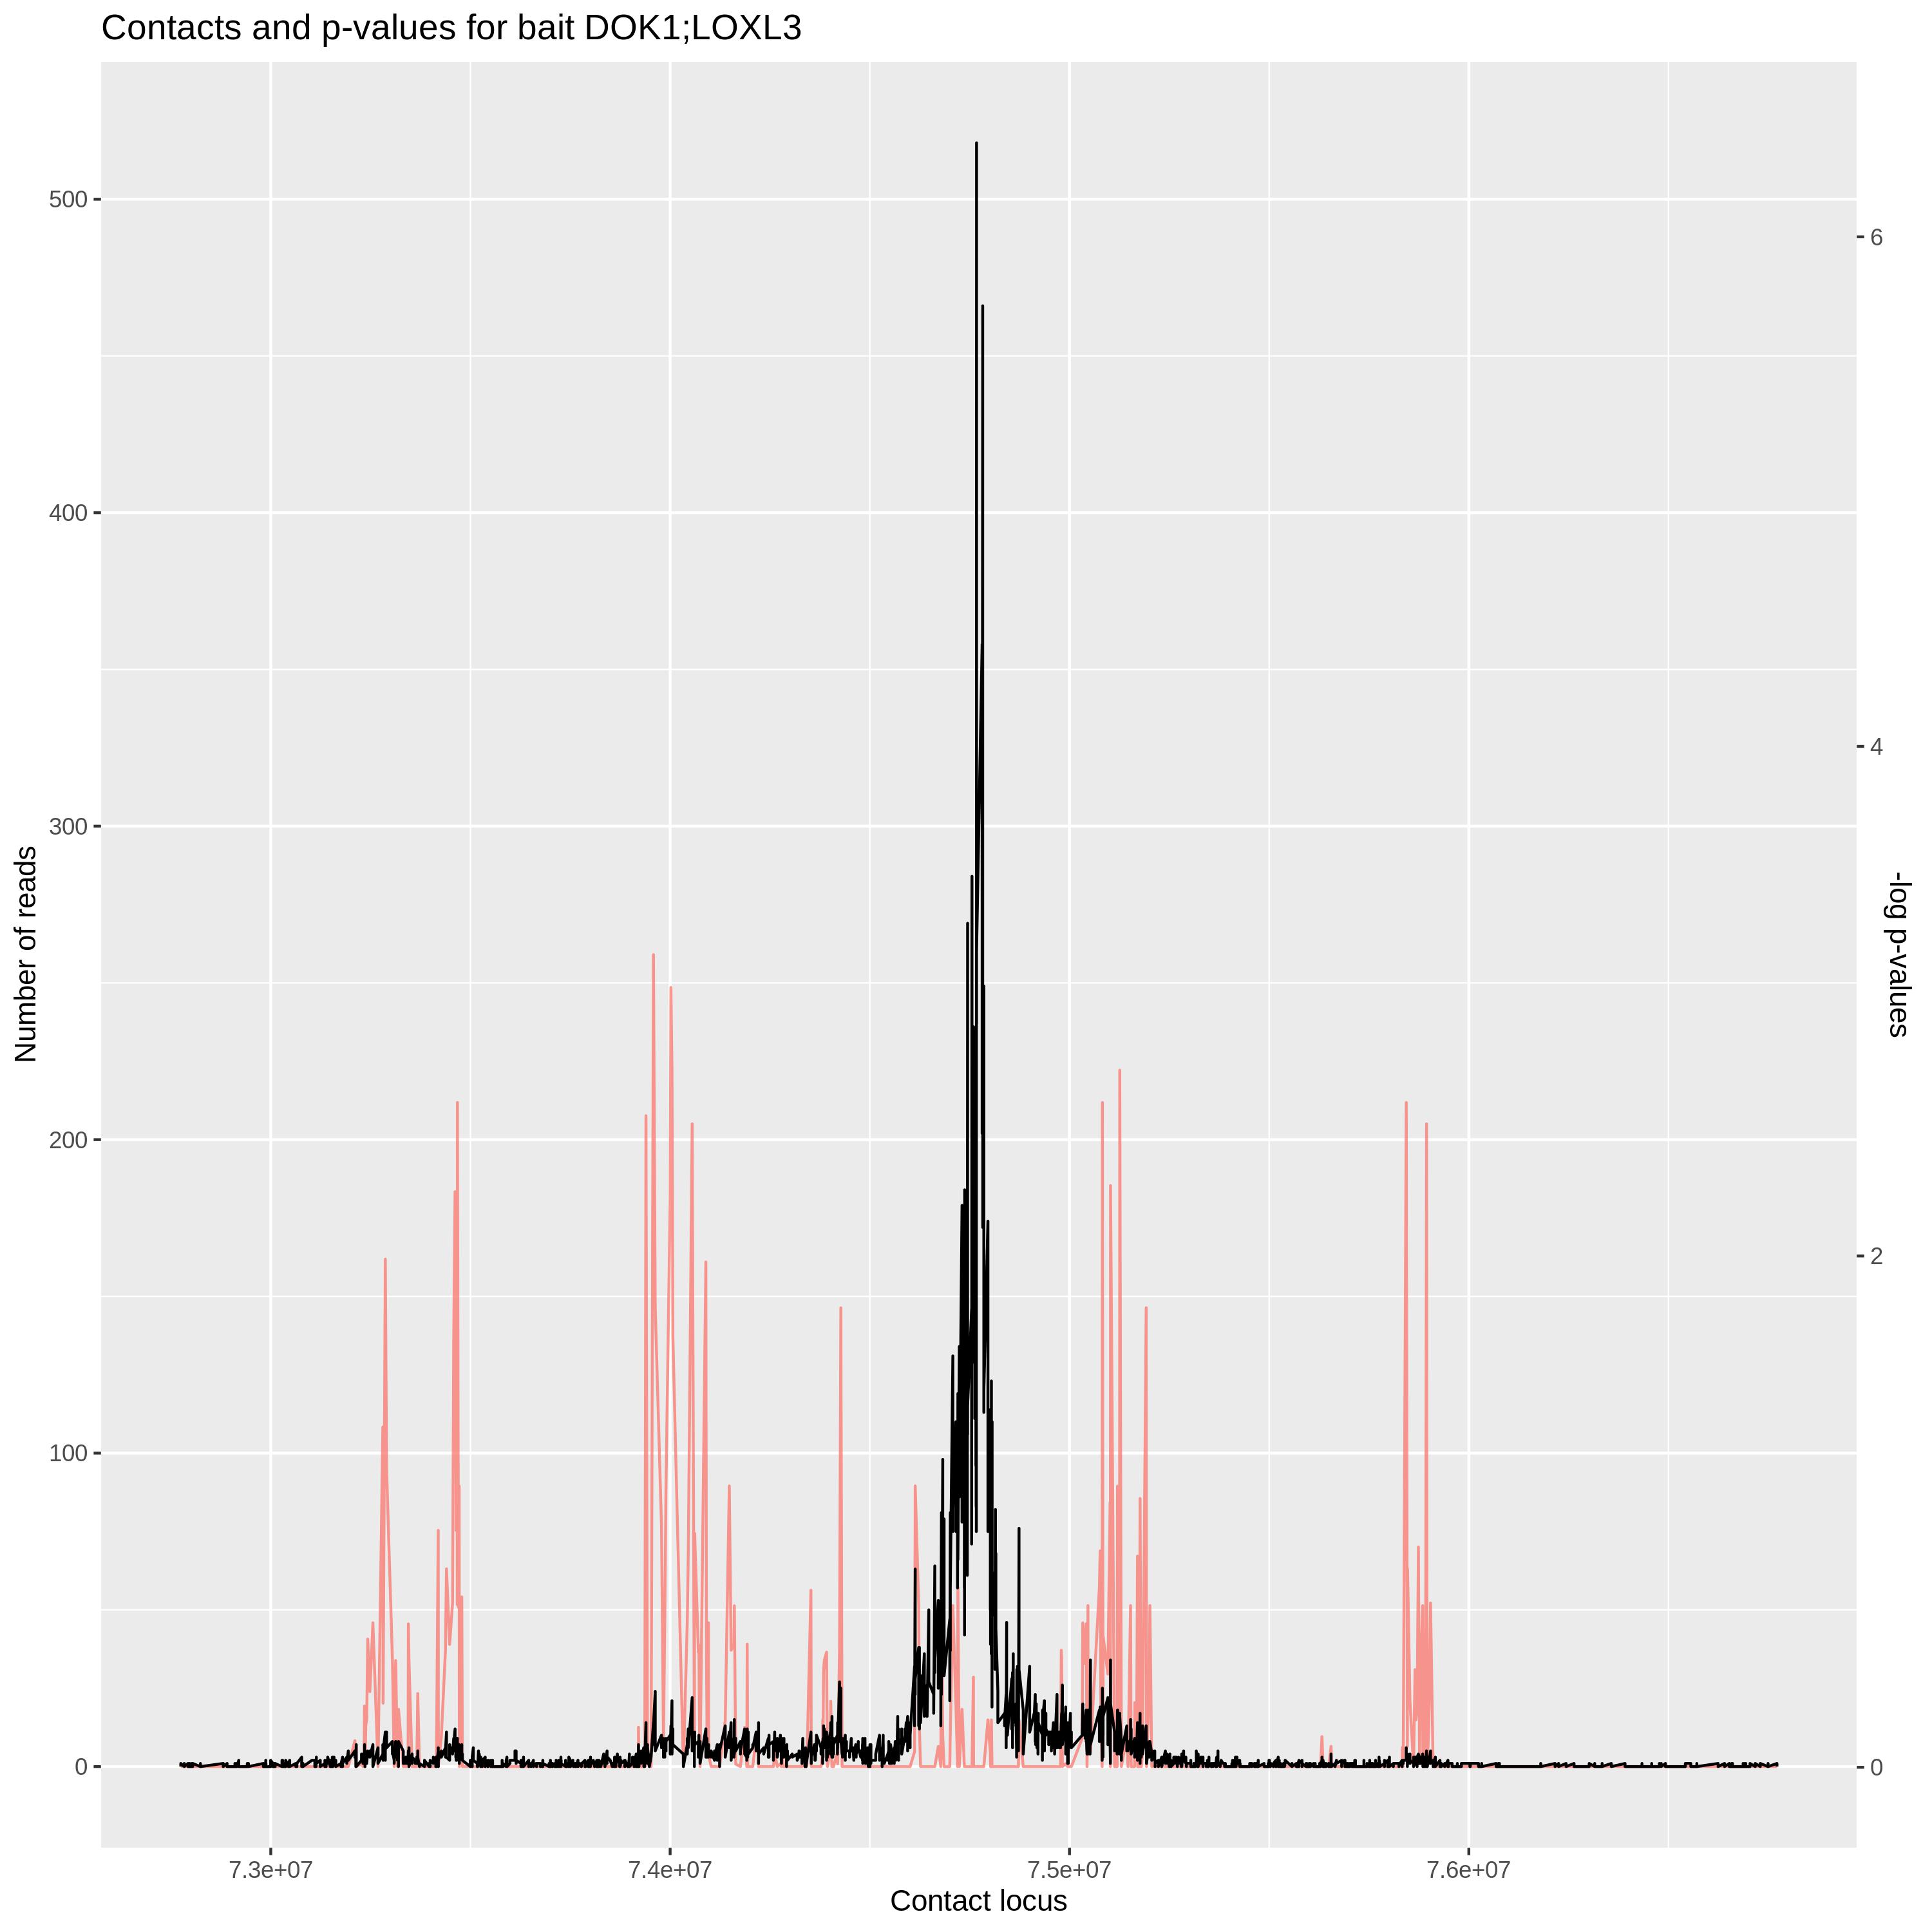 Contacts and p-values for bait DOK1;LOXL3
500
400
300
200
100
0
Number of reads
6
4
2
0
-log p-values
7.3e+07
7.4e+07
7.5e+07
7.6e+07
Contact locus